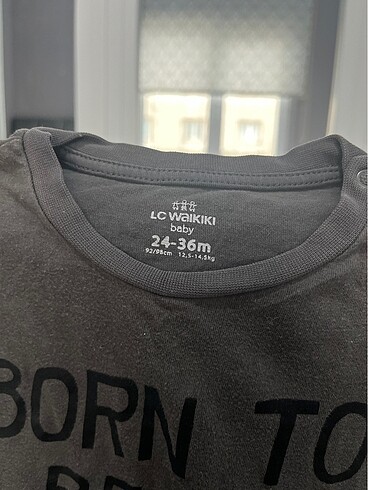 LC WAIKIKI
baby
24-36m
92/98cm 12,5-14,5kg
BORN TO